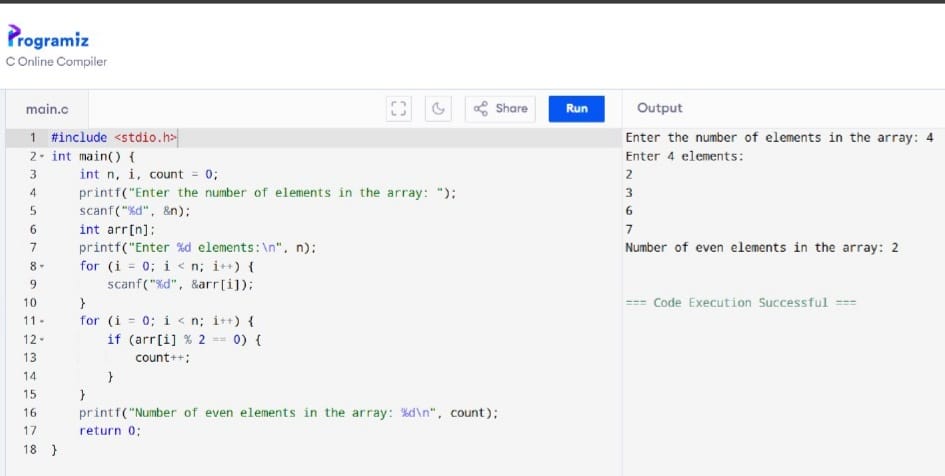 Programiz
C Online Compiler
main.c
Share
Run
Output
1 #include <stdio.h>
2 int main() {
3 int n, i, count = 0;
4 printf("Enter the number of elements in the array: ");
5 scanf("%d", &n);
6 int arr[n];
7 printf("Enter %d elements:\n", n);
8 for (i = 0; i < n; i++) {
9 scanf("%d", &arr[i]);
10 }
11 for (i = 0; i < n; i++) {
12 if (arr[i] % 2 == 0) {
13 count++;
14 }
15 }
16 printf("Number of even elements in the array: %d\n", count);
17 return 0;
18 }
Enter the number of elements in the array: 4
Enter 4 elements:
2
3
6
7
Number of even elements in the array: 2
=== Code Execution Successful ===